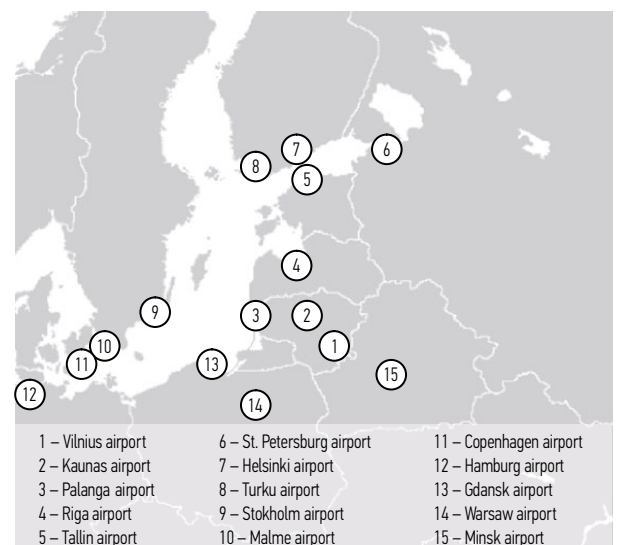 7
6
8
5
4
9
3
2
10
1
11
13
15
12
14
1 – Vilnius airport
2 – Kaunas airport
3 – Palanga airport
4 – Riga airport
5 – Tallin airport
6 – St. Petersburg airport
7 – Helsinki airport
8 – Turku airport
9 – Stokholm airport
10 – Malme airport
11 – Copenhagen airport
12 – Hamburg airport
13 – Gdansk airport
14 – Warsaw airport
15 – Minsk airport